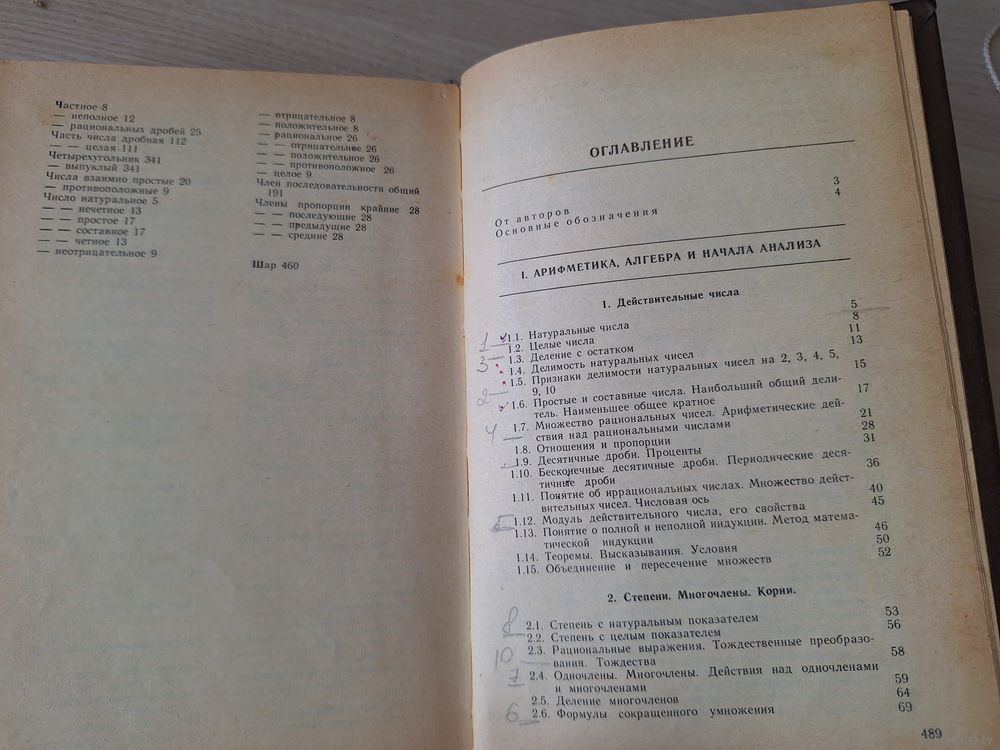 Частное 8
— неполное 12
— рациональных дробей 25
Часть числа дробная 112
— — целая 111
Четырехугольник 341
— выпуклый 341
Числа взаимно простые 20
— противоположные 9
Число натуральное 5
— — нечетное 13
— — простое 17
— — составное 17
— — четное 13
— неотрицательное 9
— отрицательное 8
— положительное 8
— рациональное 26
— — отрицательное 26
— — положительное 26
— — противоположное 26
— целое 9
Член последовательности общий
191
Члены пропорции крайние 28
— — последующие 28
— — предыдущие 28
— — средние 28
Шар 460
ОГЛАВЛЕНИЕ
От авторов 3
Основные обозначения 4
I. АРИФМЕТИКА, АЛГЕБРА И НАЧАЛА АНАЛИЗА
1. Действительные числа
1 1.1. Натуральные числа 5
1.2. Целые числа 8
3 1.3. Деление с остатком 11
1.4. Делимость натуральных чисел 13
1.5. Признаки делимости натуральных чисел на 2, 3, 4, 5,
2 9, 10 15
1.6. Простые и составные числа. Наибольший общий дели-
тель. Наименьшее общее кратное 17
4 1.7. Множество рациональных чисел. Арифметические дей-
ствия над рациональными числами 21
1.8. Отношения и пропорции 28
1.9. Десятичные дроби. Проценты 31
1.10. Бесконечные десятичные дроби. Периодические деся-
тичные дроби 36
1.11. Понятие об иррациональных числах. Множество дейст-
вительных чисел. Числовая ось 40
5 1.12. Модуль действительного числа, его свойства 45
1.13. Понятие о полной и неполной индукции. Метод матема-
тической индукции 46
1.14. Теоремы. Высказывания. Условия 50
1.15. Объединение и пересечение множеств 52
2. Степени. Многочлены. Корни.
8 2.1. Степень с натуральным показателем 53
2.2. Степень с целым показателем 56
10 2.3. Рациональные выражения. Тождественные преобразо-
вания. Тождества 58
7 2.4. Одночлены. Многочлены. Действия над одночленами
и многочленами 59
2.5. Деление многочленов 64
6 2.6. Формулы сокращенного умножения 69
489